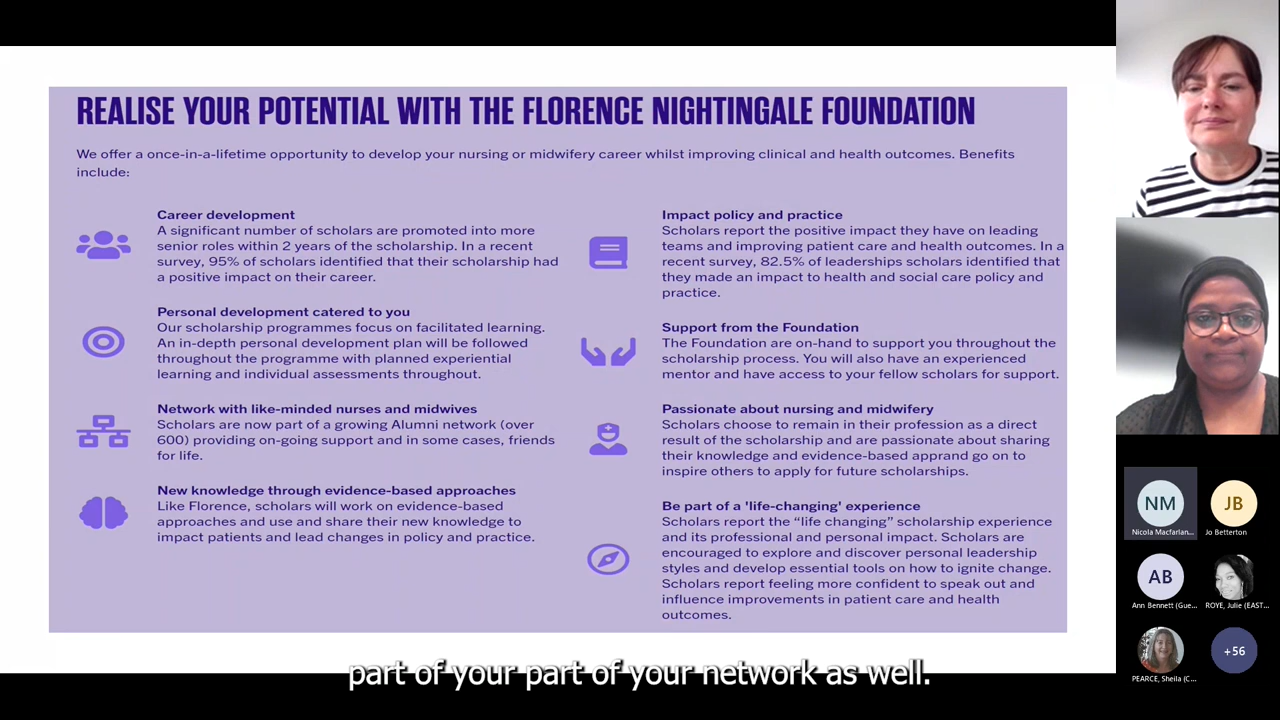 REALISE YOUR POTENTIAL WITH THE FLORENCE NIGHTINGALE FOUNDATION
We offer a once-in-a-lifetime opportunity to develop your nursing or midwifery career whilst improving clinical and health outcomes. Benefits
include:
Career development
A significant number of scholars are promoted into more
senior roles within 2 years of the scholarship. In a recent
survey, 95% of scholars identified that their scholarship had
a positive impact on their career.
Personal development catered to you
Our scholarship programmes focus on facilitated learning.
An in-depth personal development plan will be followed
throughout the programme with planned experiential
learning and individual assessments throughout.
Network with like-minded nurses and midwives
Scholars are now part of a growing Alumni network (over
600) providing on-going support and in some cases, friends
for life.
New knowledge through evidence-based approaches
Like Florence, scholars will work on evidence-based
approaches and use and share their new knowledge to
impact patients and lead changes in policy and practice.
Impact policy and practice
Scholars report the positive impact they have on leading
teams and improving patient care and health outcomes. In a
recent survey, 82.5% of leaderships scholars identified that
they made an impact to health and social care policy and
practice.
Support from the Foundation
The Foundation are on-hand to support you throughout the
scholarship process. You will also have an experienced
mentor and have access to your fellow scholars for support.
Passionate about nursing and midwifery
Scholars choose to remain in their profession as a direct
result of the scholarship and are passionate about sharing
their knowledge and evidence-based apprand go on to
inspire others to apply for future scholarships.
Be part of a 'life-changing' experience
Scholars report the “life changing” scholarship experience
and its professional and personal impact. Scholars are
encouraged to explore and discover personal leadership
styles and develop essential tools on how to ignite change.
Scholars report feeling more confident to speak out and
influence improvements in patient care and health
outcomes.
NM
Nicola Macfarlan...
JB
Jo Betterton
AB
Ann Bennett (Gue...
ROYE, Julie (EAST...
PEARCE, Sheila (C...
+56
part of your part of your network as well.